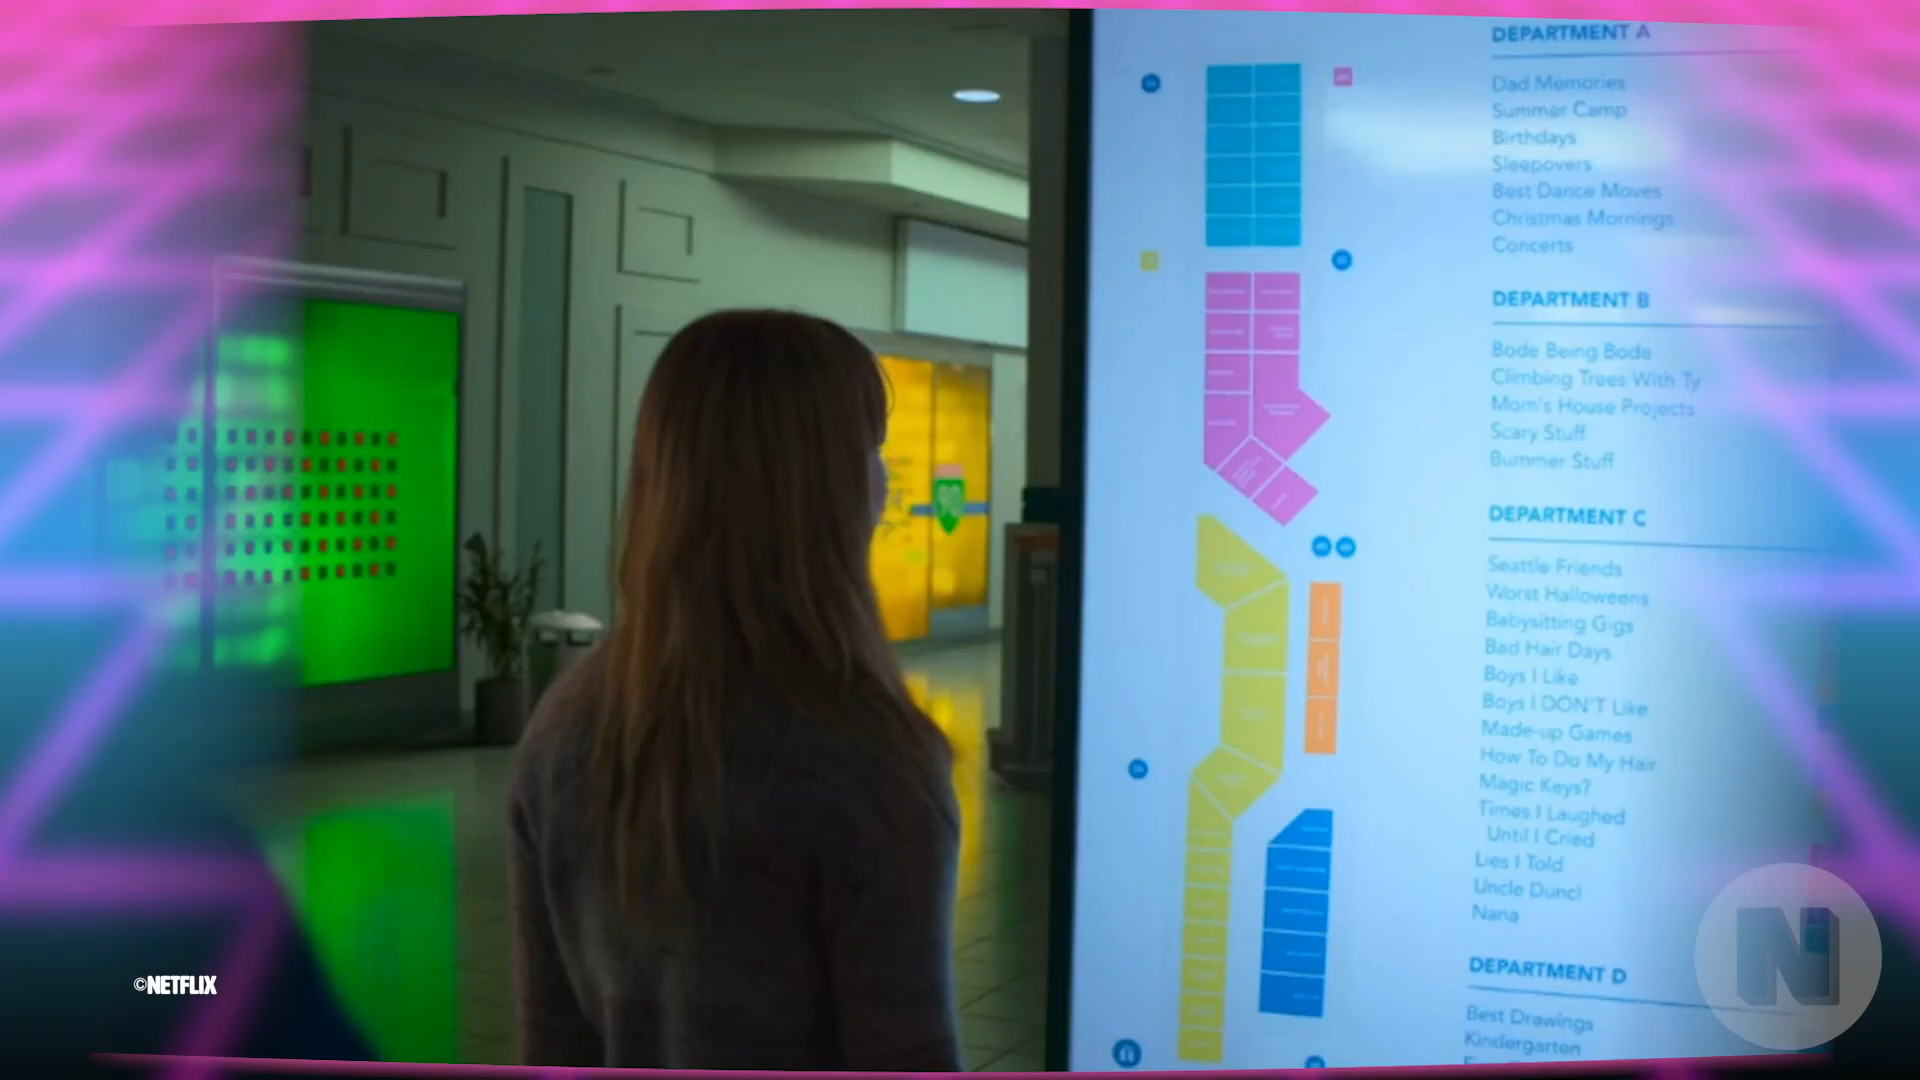 DEPARTMENT A
Dad Memories
Summer Camp
Birthdays
Sleepovers
Best Dance Moves
Christmas Mornings
Concerts
DEPARTMENT B
Bode Being Bode
Climbing Trees With Ty
Mom's House Projects
Scary Stuff
Bummer Stuff
DEPARTMENT C
Seattle Friends
Worst Halloweens
Babysitting Gigs
Bad Hair Days
Boys I Like
Boys I DON'T Like
Made-up Games
How To Do My Hair
Magic Keys?
Times I Laughed
Until I Cried
Lies I Told
Uncle Dunc!
Nana
DEPARTMENT D
Best Drawings
Kindergarten
90
©NETFLIX
N